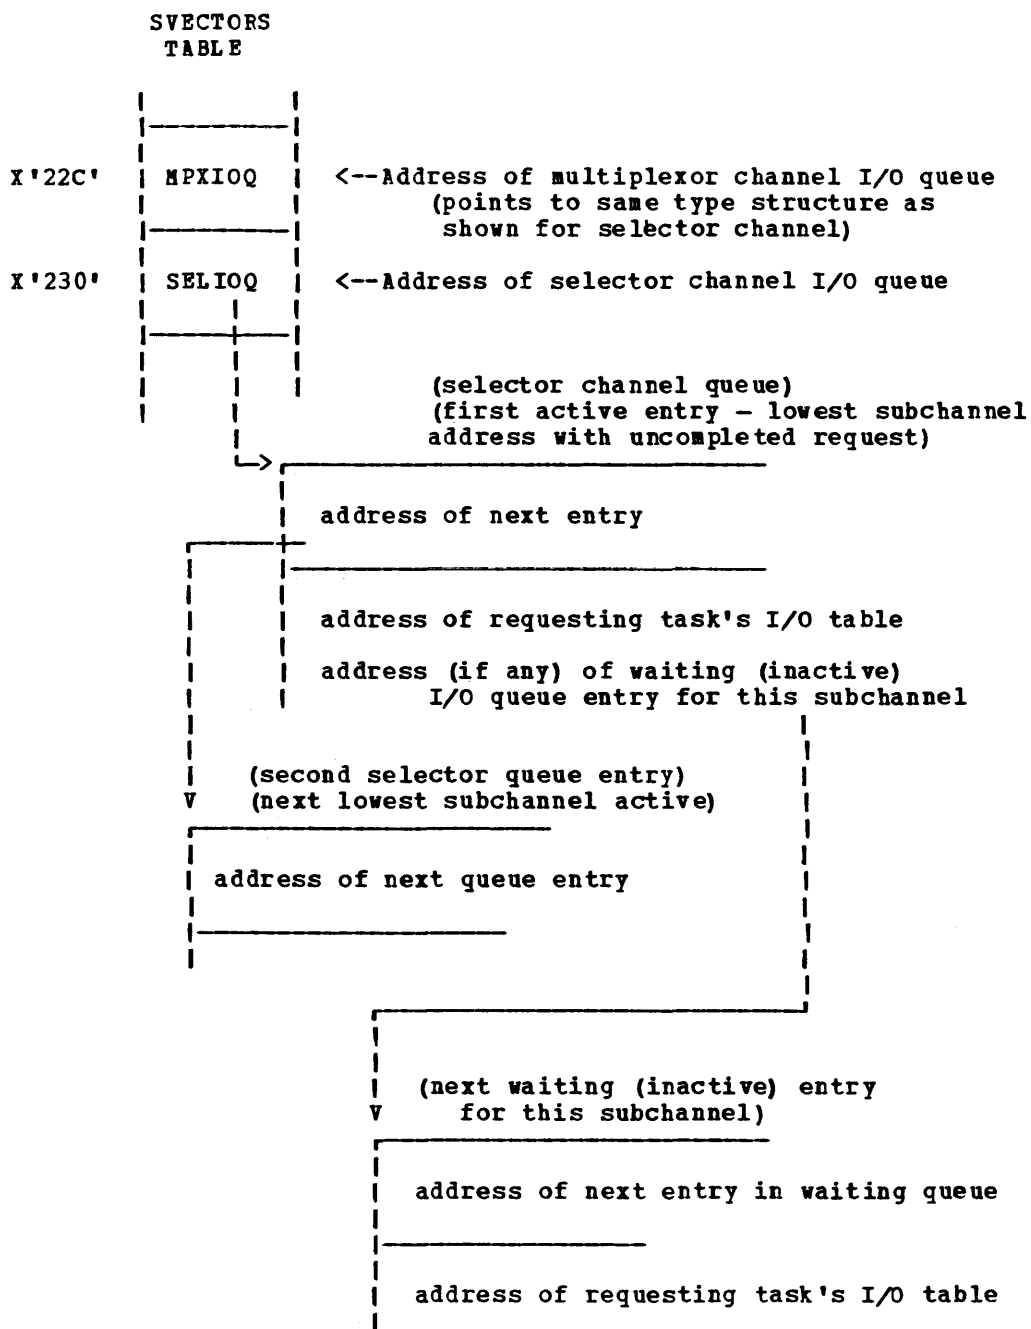 SVECTORS
TABLE
X'22C' MPXIOQ <--Address of multiplexor channel I/O queue
(points to same type structure as
shown for selector channel)
X'230' SELIOQ <--Address of selector channel I/O queue
(selector channel queue)
(first active entry – lowest subchannel
address with uncompleted request)
address of next entry
address of requesting task's I/O table
address (if any) of waiting (inactive)
I/O queue entry for this subchannel
(second selector queue entry)
(next lowest subchannel active)
address of next queue entry
(next waiting (inactive) entry
for this subchannel)
address of next entry in waiting queue
address of requesting task's I/O table